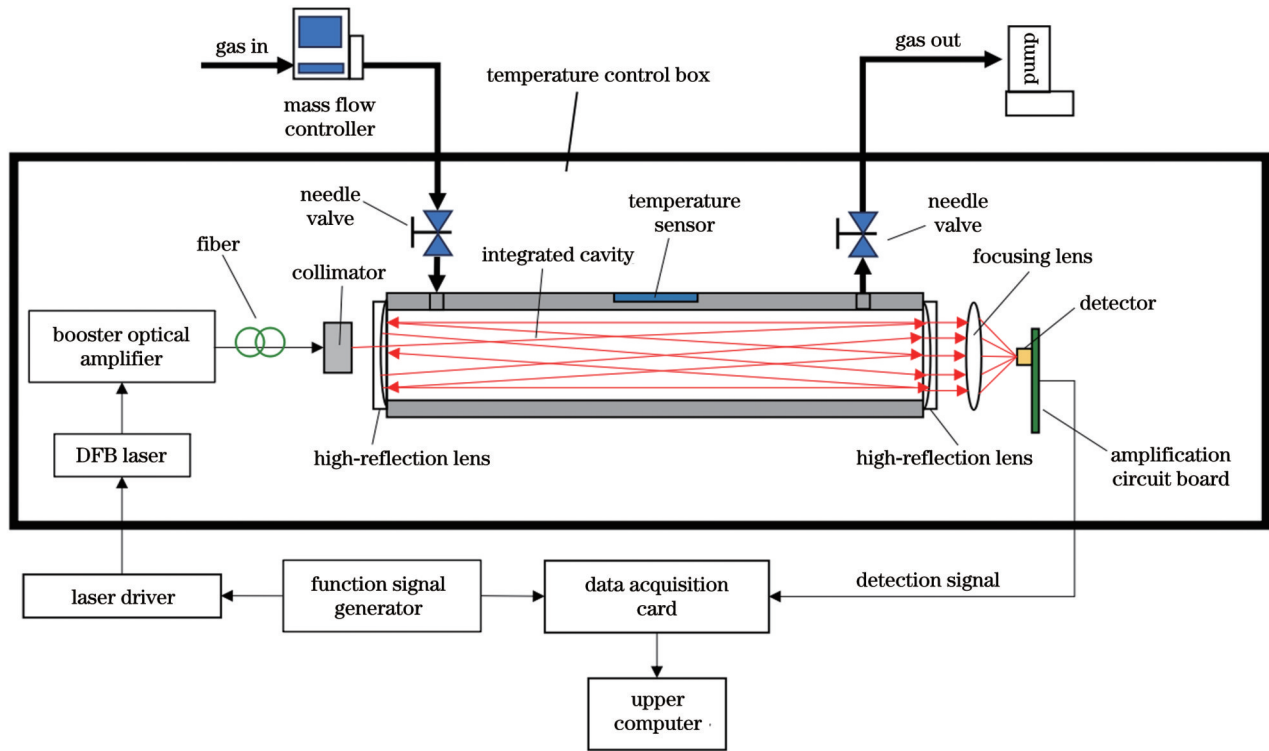 gas in
mass flow
controller
temperature control box
gas out
pump
needle
valve
temperature
sensor
needle
valve
fiber
collimator
integrated cavity
focusing lens
detector
booster optical
amplifier
DFB laser
high-reflection lens
high-reflection lens
amplification
circuit board
laser driver
function signal
generator
data acquisition
card
detection signal
upper
computer